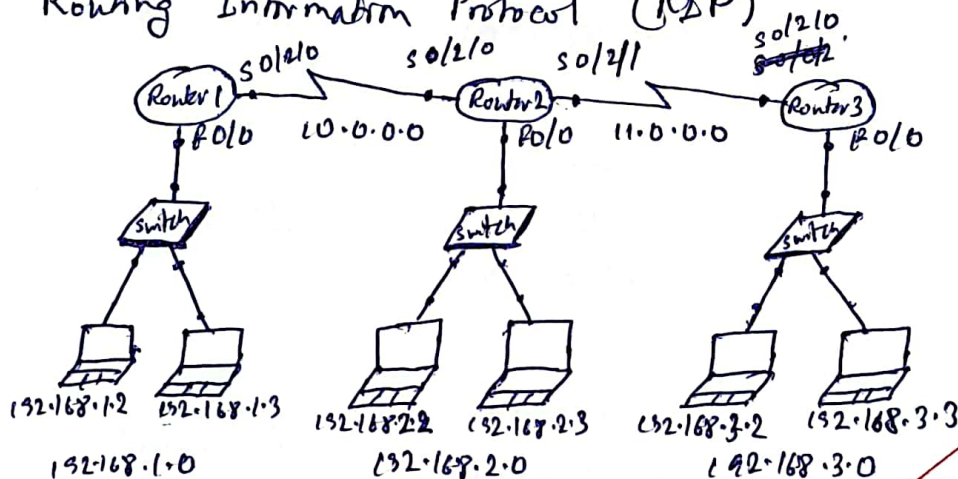 Routing Information Protocol (RIP)
S0/2/0 S0/2/0 S0/2/1 S0/2/0
Router1 Router2 Router3
10.0.0.0 11.0.0.0
F0/0 F0/0 F0/0
switch switch switch
192.168.1.2 192.168.1.3 192.168.2.2 192.168.2.3 192.168.3.2 192.168.3.3
192.168.1.0 192.168.2.0 192.168.3.0